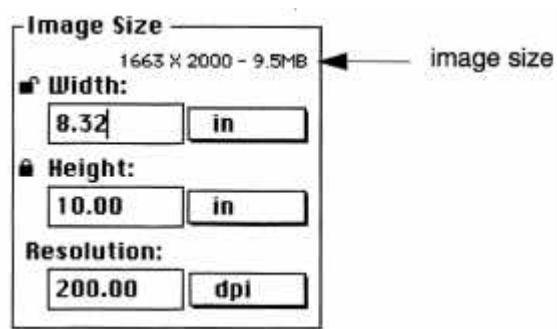 Image Size
1663 X 2000 - 9.5MB
image size
Width:
8.32 in
Height:
10.00 in
Resolution:
200.00 dpi